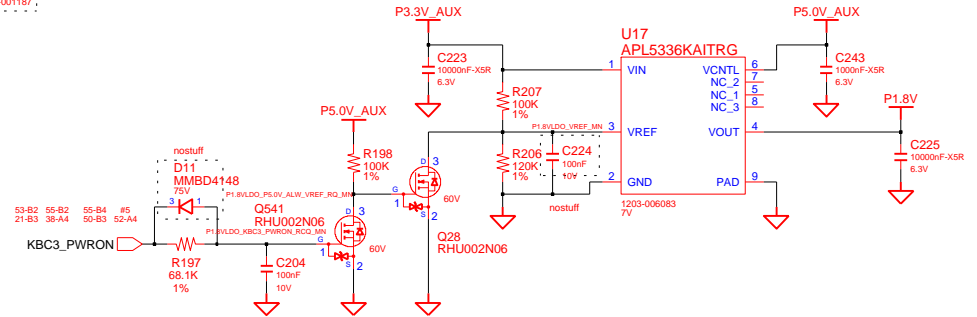 -001187
P3.3V_AUX
P5.0V_AUX
U17
APL5336KAITRG
C223
10000nF-X5R
6.3V
1 VIN
VCNTL 6
NC_2 7
NC_1 5
NC_3 8
C243
10000nF-X5R
6.3V
R207
100K
1%
P5.0V_AUX
P1.8V
P1.8VLDO_VREF_MN
3 VREF
VOUT 4
R198
100K
1%
R206
120K
1%
C224
100nF
10V
nostuff
C225
10000nF-X5R
6.3V
2 GND
PAD 9
1203-006083
7V
nostuff
D11
MMBD4148
75V
3 1
P1.8VLDO_P5.0V_ALW_VREF_RQ_MN
D 3
G
1
S
2
60V
Q28
RHU002N06
Q541
RHU002N06
P1.8VLDO_KBC3_PWRON_RCQ_MN
D 3
G
1
S
2
60V
53-B2 55-B2 55-B4 #5
21-B3 38-A4 50-B3 52-A4
KBC3_PWRON
R197
68.1K
1%
C204
100nF
10V